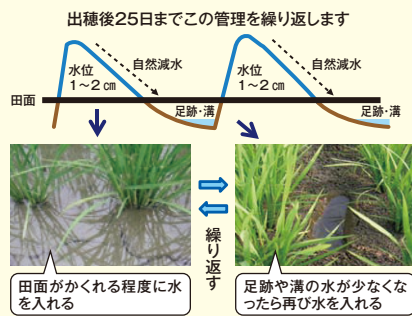 出穂後25日までこの管理を繰り返します
自然減水
水位
1～2㎝
自然減水
水位
1～2㎝
田面
足跡・溝
足跡・溝
繰り返す
田面がかくれる程度に水
を入れる
足跡や溝の水が少なくな
ったら再び水を入れる